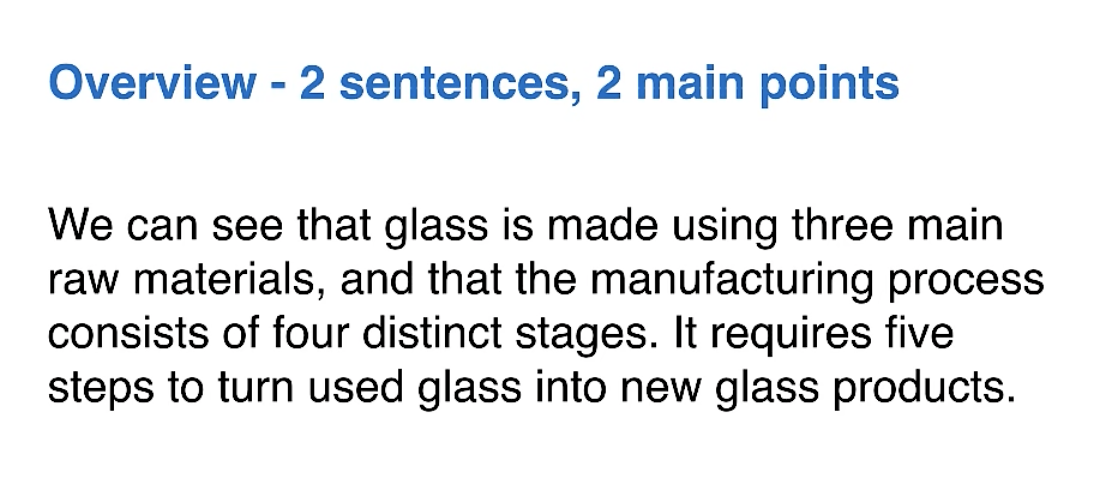 Overview - 2 sentences, 2 main points
We can see that glass is made using three main
raw materials, and that the manufacturing process
consists of four distinct stages. It requires five
steps to turn used glass into new glass products.